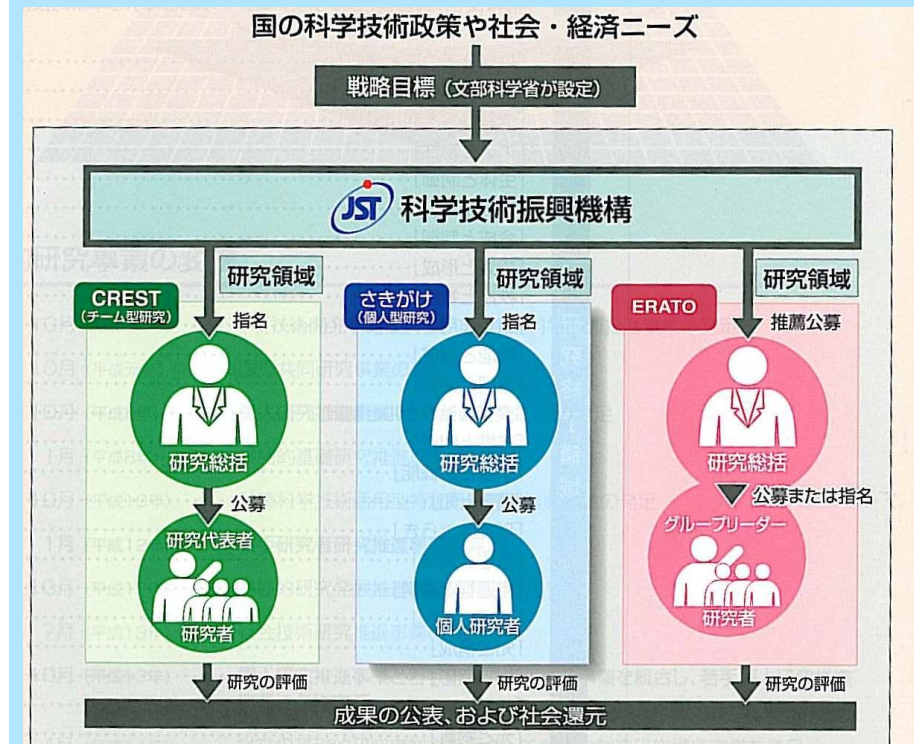 国の科学技術政策や社会・経済ニーズ
戦略目標（文部科学省が設定）
JST 科学技術振興機構
研究領域
CREST
（チーム型研究）
指名
研究総括
公募
研究代表者
研究者
研究の評価
研究領域
さきがけ
（個人型研究）
指名
研究総括
公募
個人研究者
研究の評価
研究領域
ERATO
推薦公募
研究総括
公募または指名
グループリーダー
研究者
研究の評価
成果の公表、および社会還元